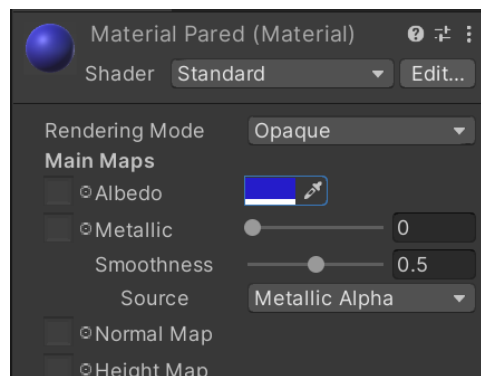 Material Pared (Material)
Shader Standard Edit...
Rendering Mode Opaque
Main Maps
Albedo
Metallic 0
Smoothness 0.5
Source Metallic Alpha
Normal Map
Height Map